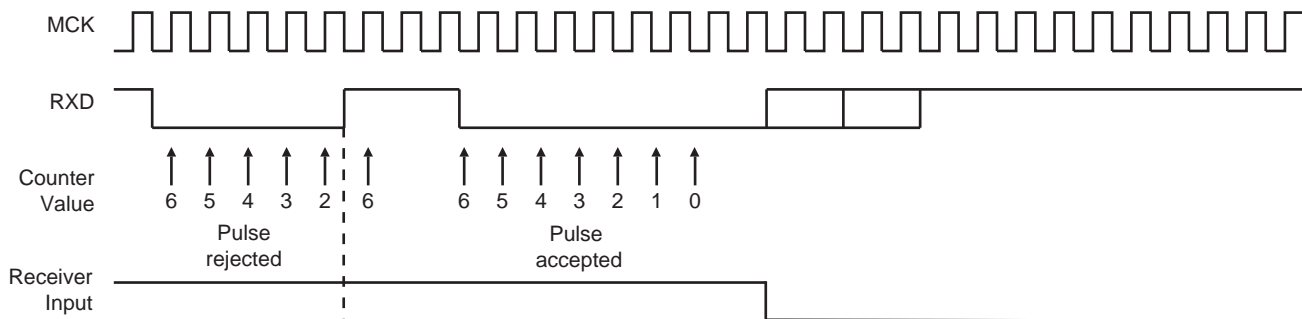 MCK
RXD
Counter
Value
6 5 4 3 2 6 6 5 4 3 2 1 0
Pulse
rejected
Pulse
accepted
Receiver
Input